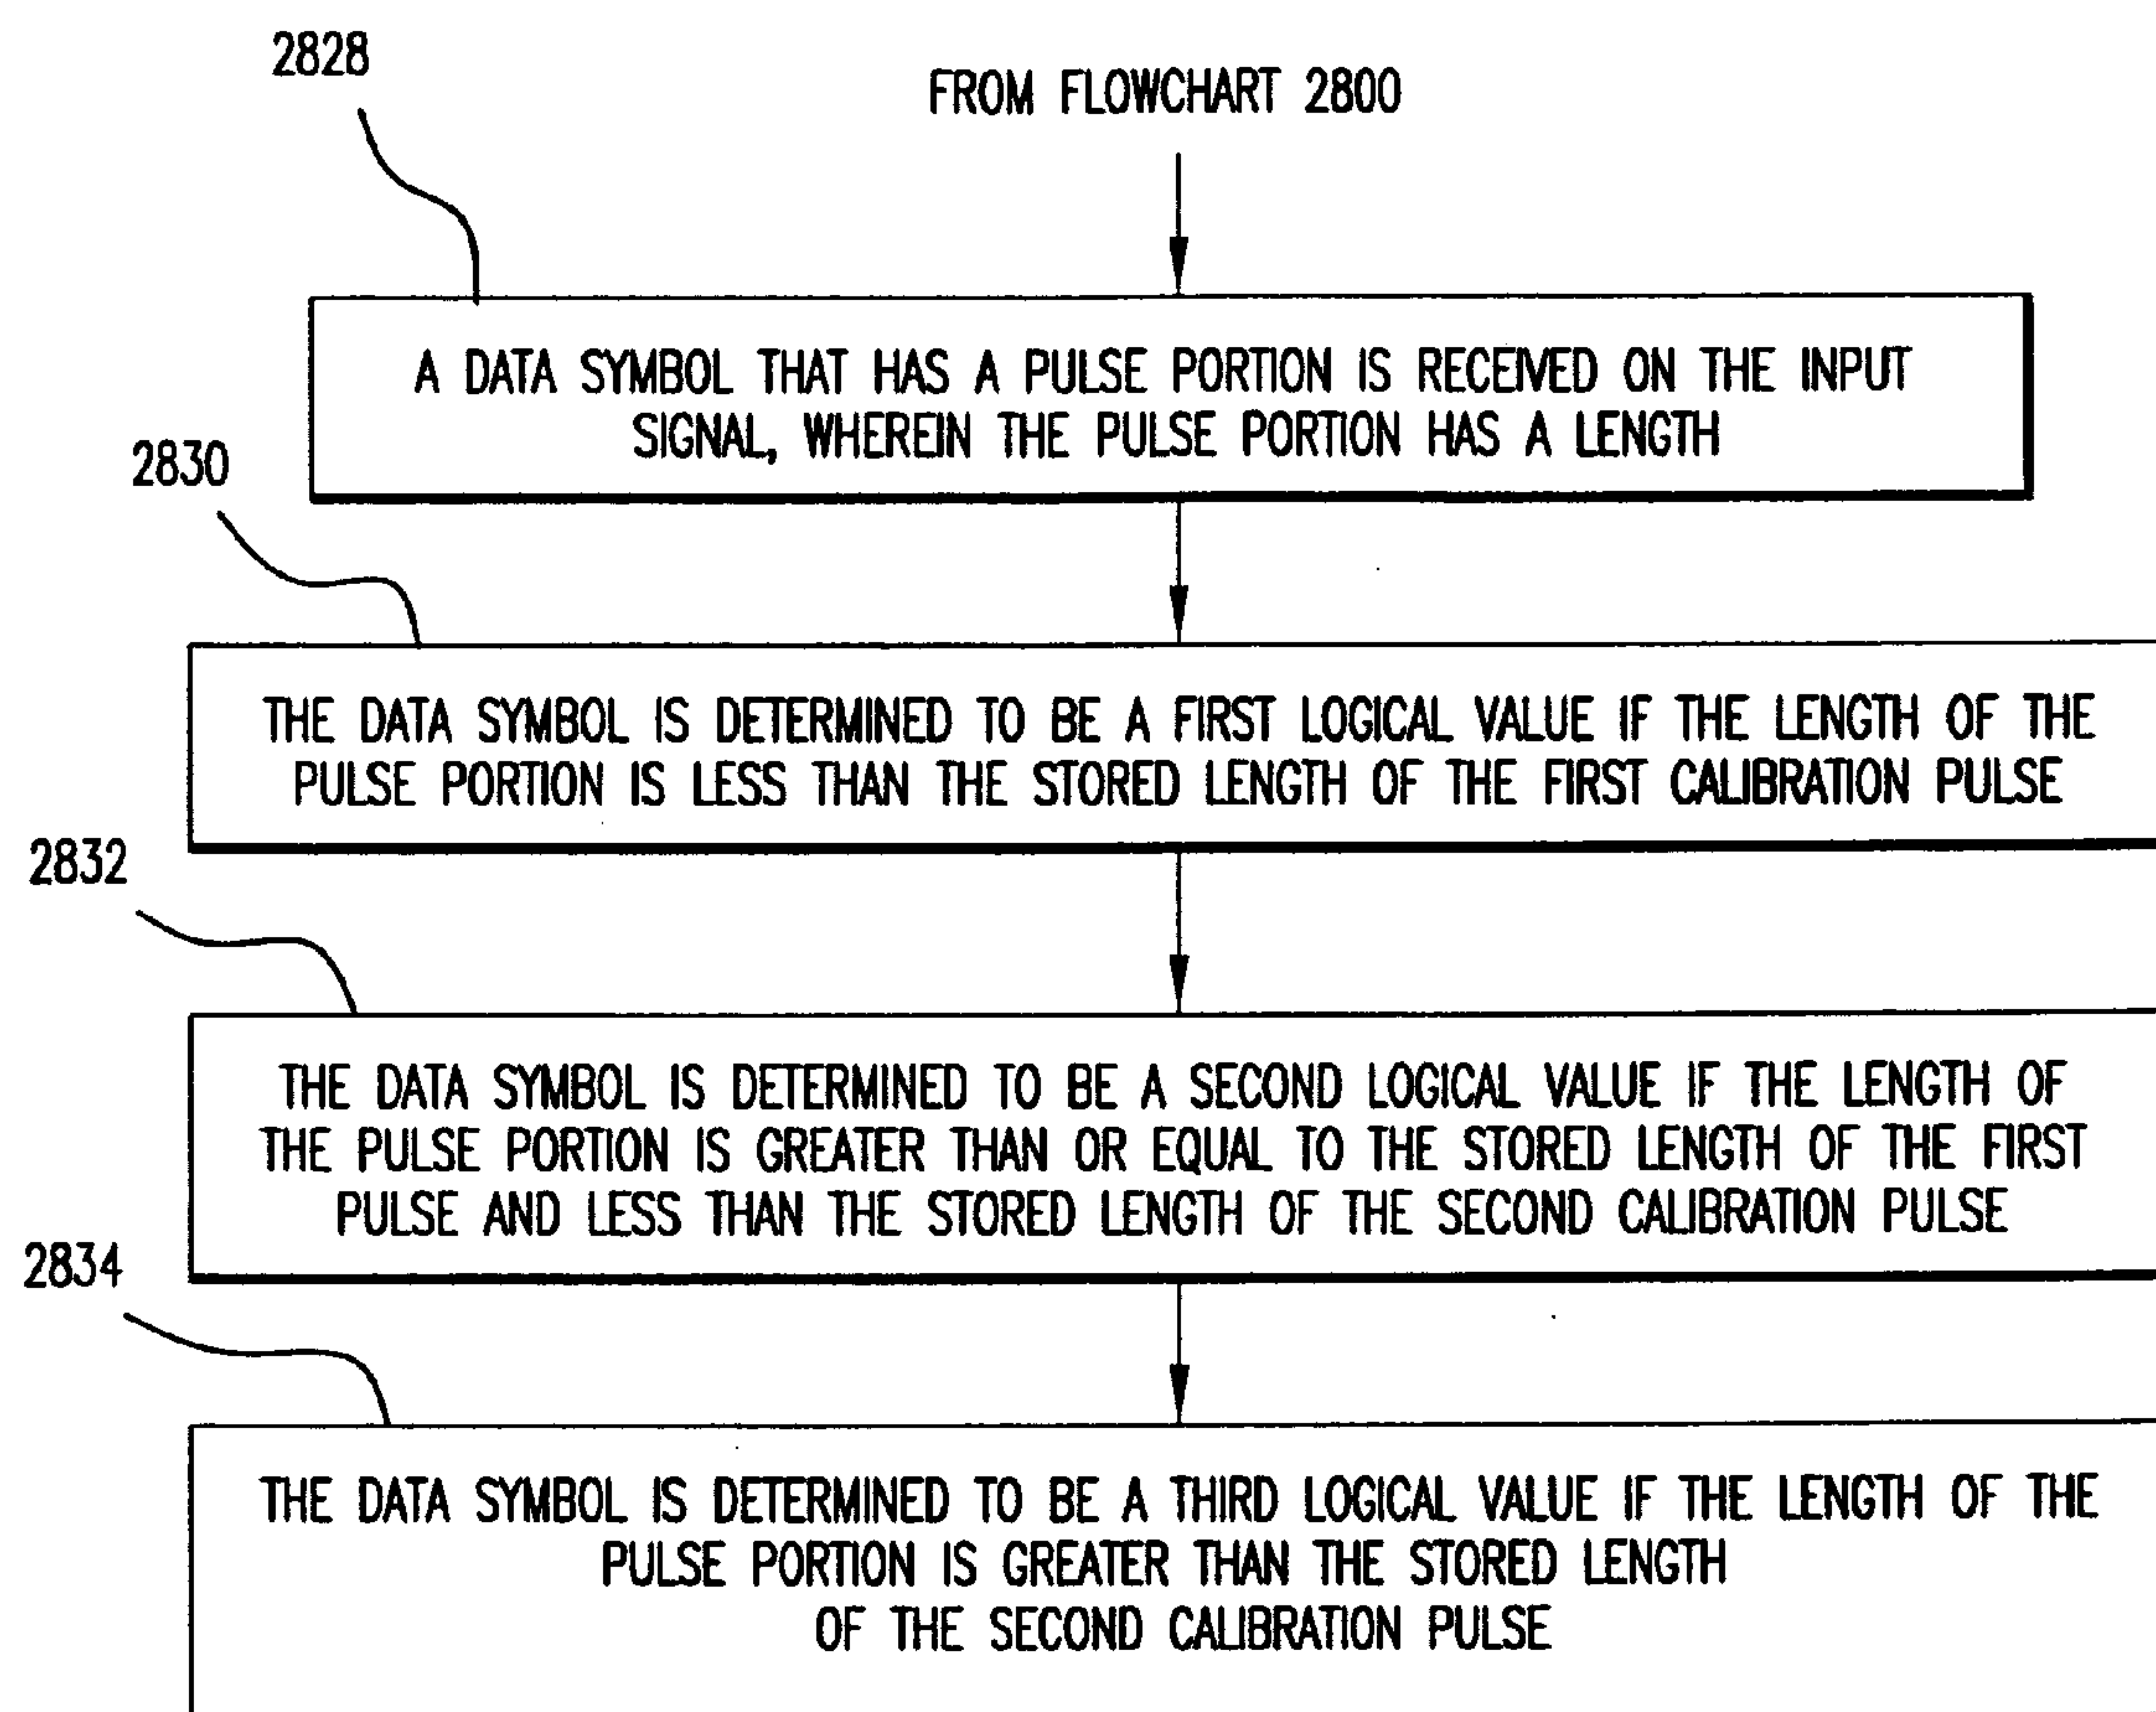 2828
FROM FLOWCHART 2800
A DATA SYMBOL THAT HAS A PULSE PORTION IS RECEIVED ON THE INPUT
SIGNAL, WHEREIN THE PULSE PORTION HAS A LENGTH
2830
THE DATA SYMBOL IS DETERMINED TO BE A FIRST LOGICAL VALUE IF THE LENGTH OF THE
PULSE PORTION IS LESS THAN THE STORED LENGTH OF THE FIRST CALIBRATION PULSE
2832
THE DATA SYMBOL IS DETERMINED TO BE A SECOND LOGICAL VALUE IF THE LENGTH OF
THE PULSE PORTION IS GREATER THAN OR EQUAL TO THE STORED LENGTH OF THE FIRST
PULSE AND LESS THAN THE STORED LENGTH OF THE SECOND CALIBRATION PULSE
2834
THE DATA SYMBOL IS DETERMINED TO BE A THIRD LOGICAL VALUE IF THE LENGTH OF THE
PULSE PORTION IS GREATER THAN THE STORED LENGTH
OF THE SECOND CALIBRATION PULSE